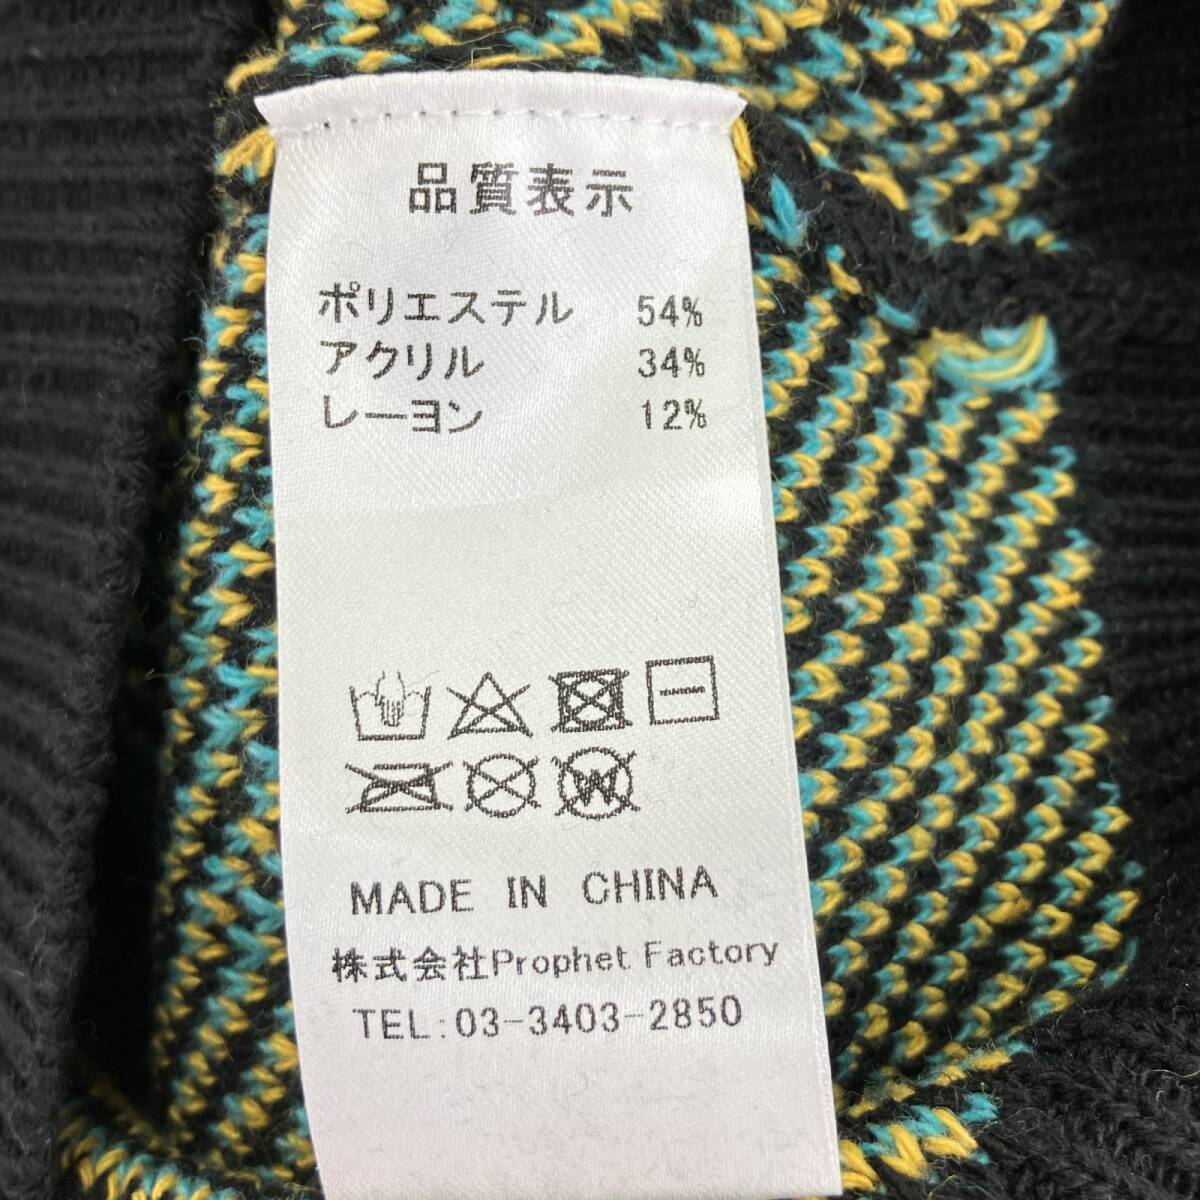 品質表示
ポリエステル 54%
アクリル 34%
レーヨン 12%
MADE IN CHINA
株式会社Prophet Factory
TEL:03-3403-2850